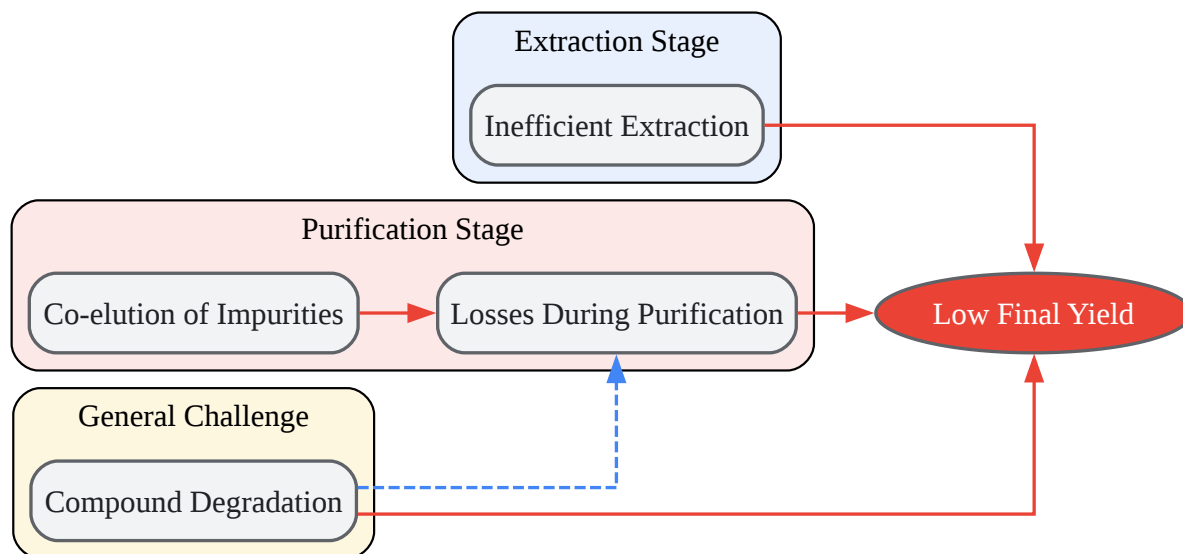 Extraction Stage
Inefficient Extraction
Purification Stage
Co-elution of Impurities
Losses During Purification
Low Final Yield
General Challenge
Compound Degradation